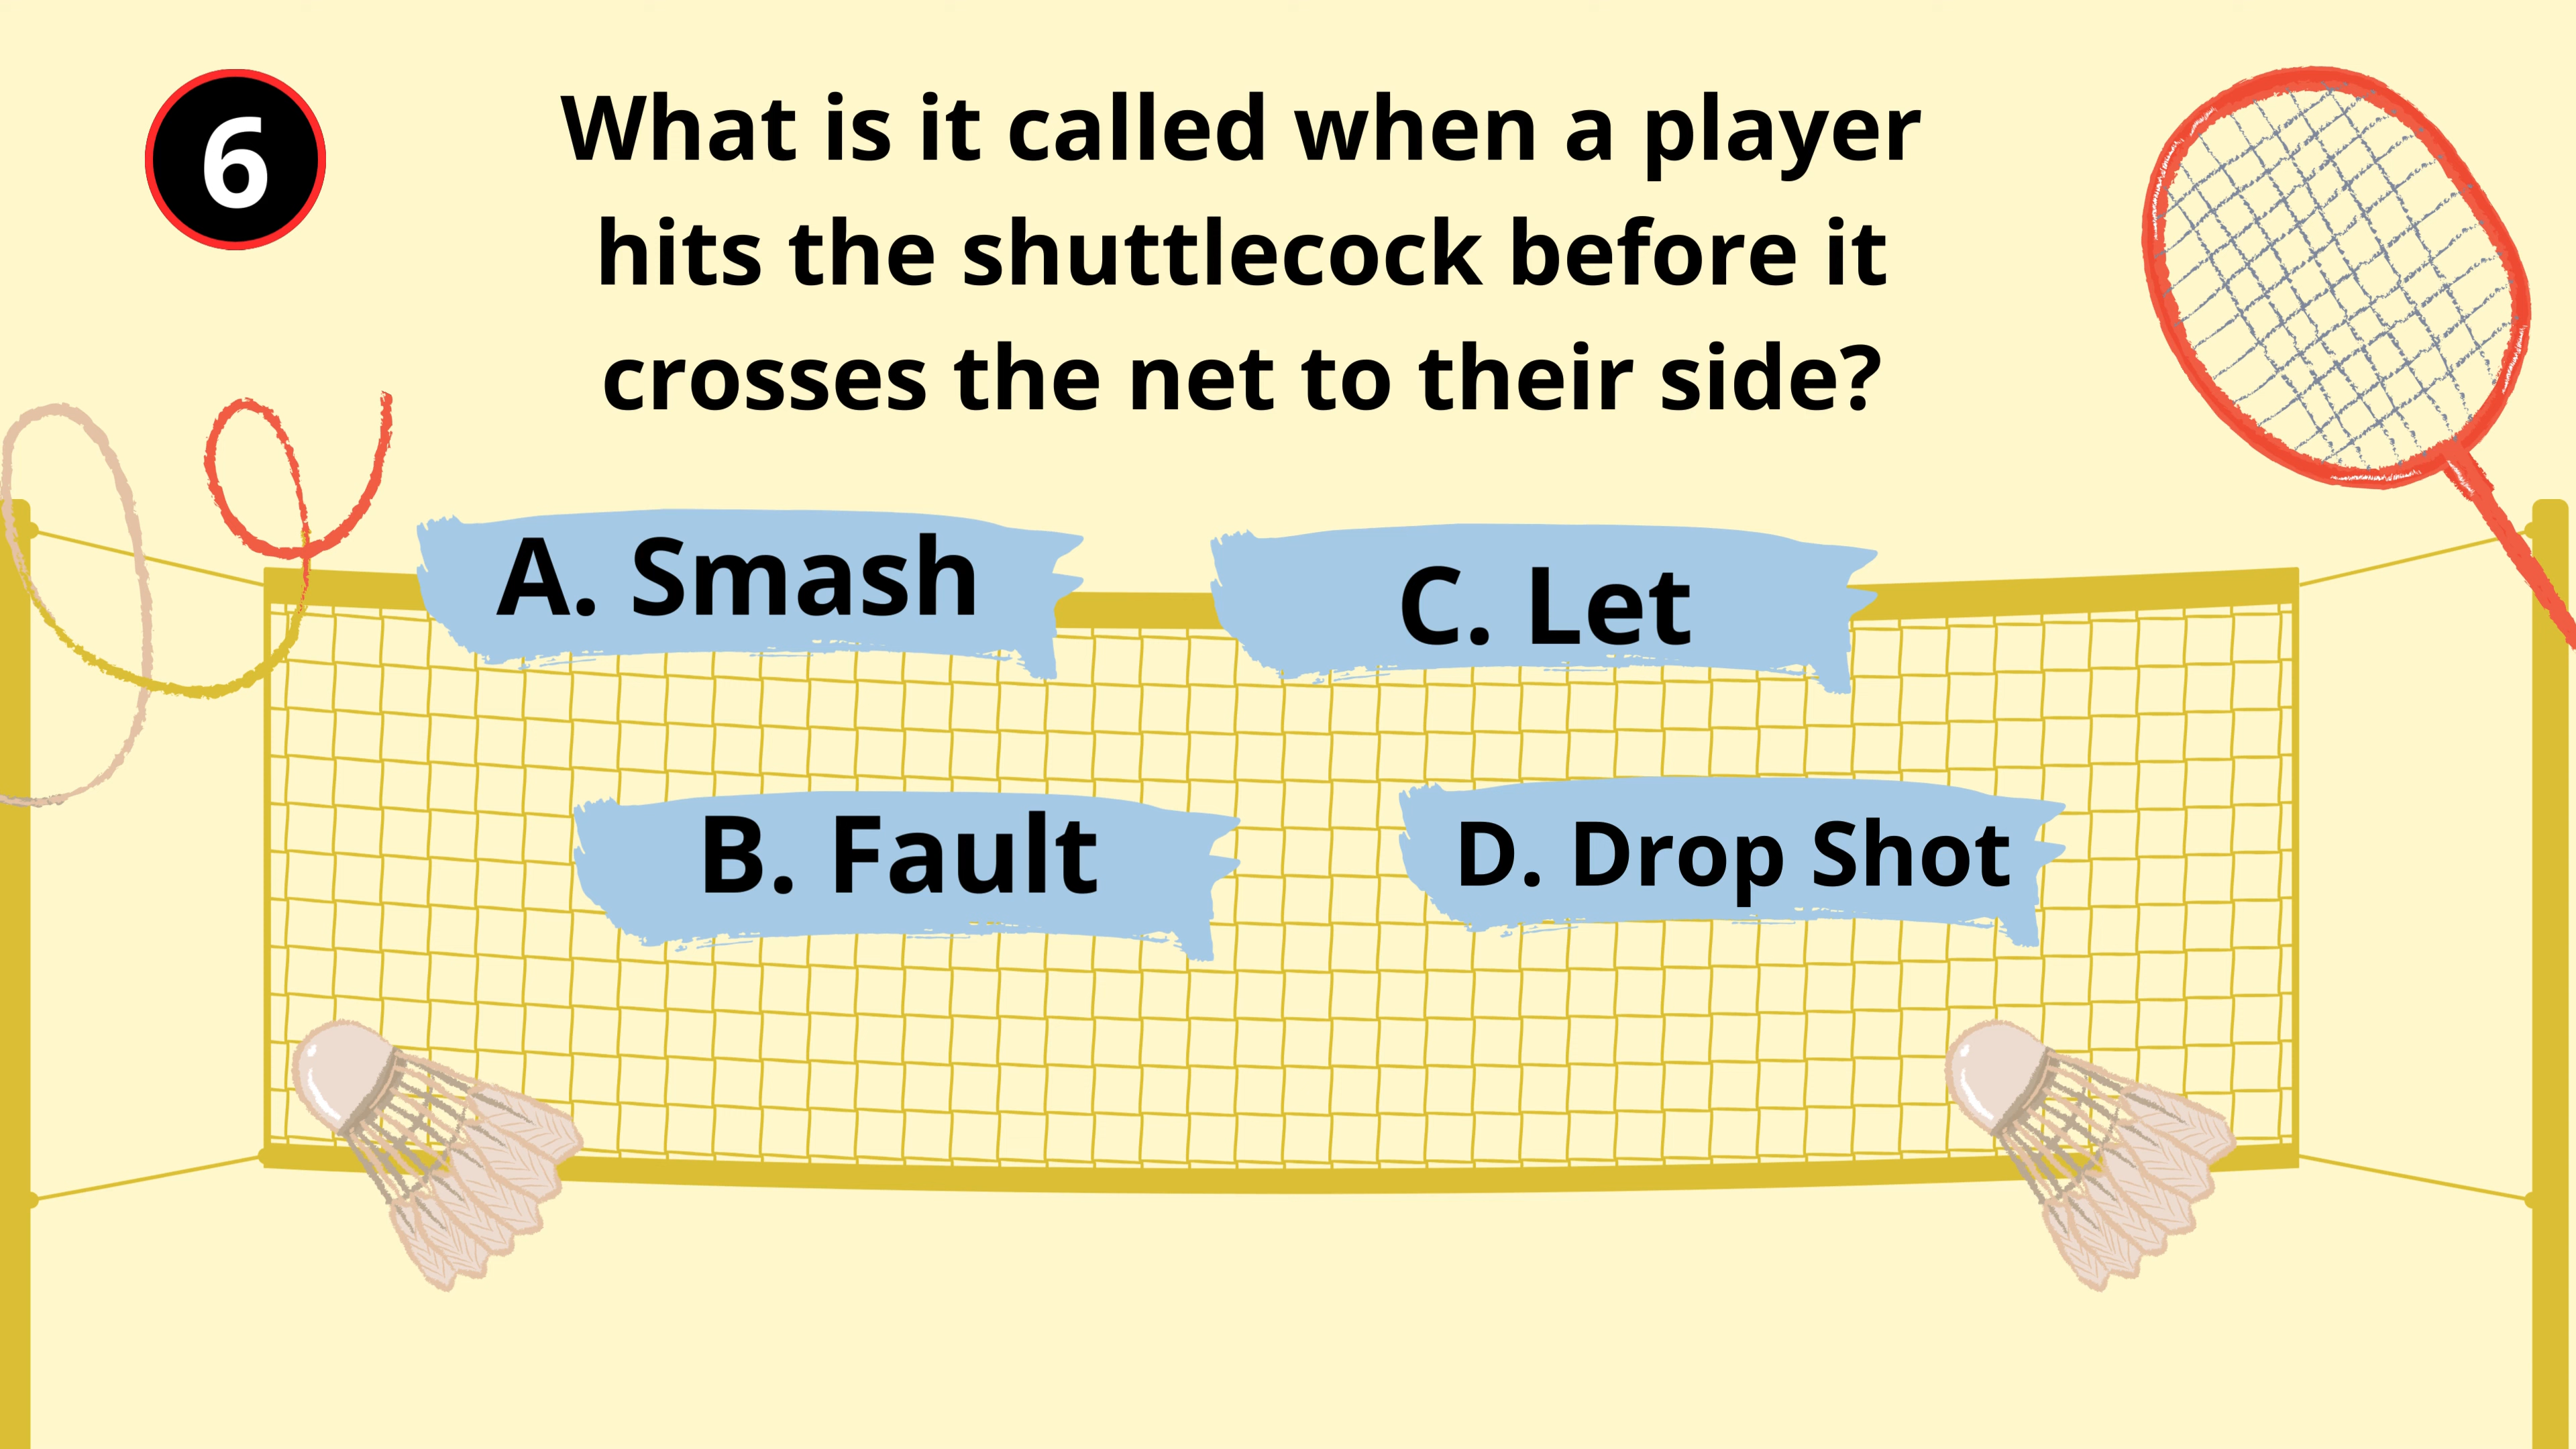 6
What is it called when a player
hits the shuttlecock before it
crosses the net to their side?
A. Smash
C. Let
B. Fault
D. Drop Shot